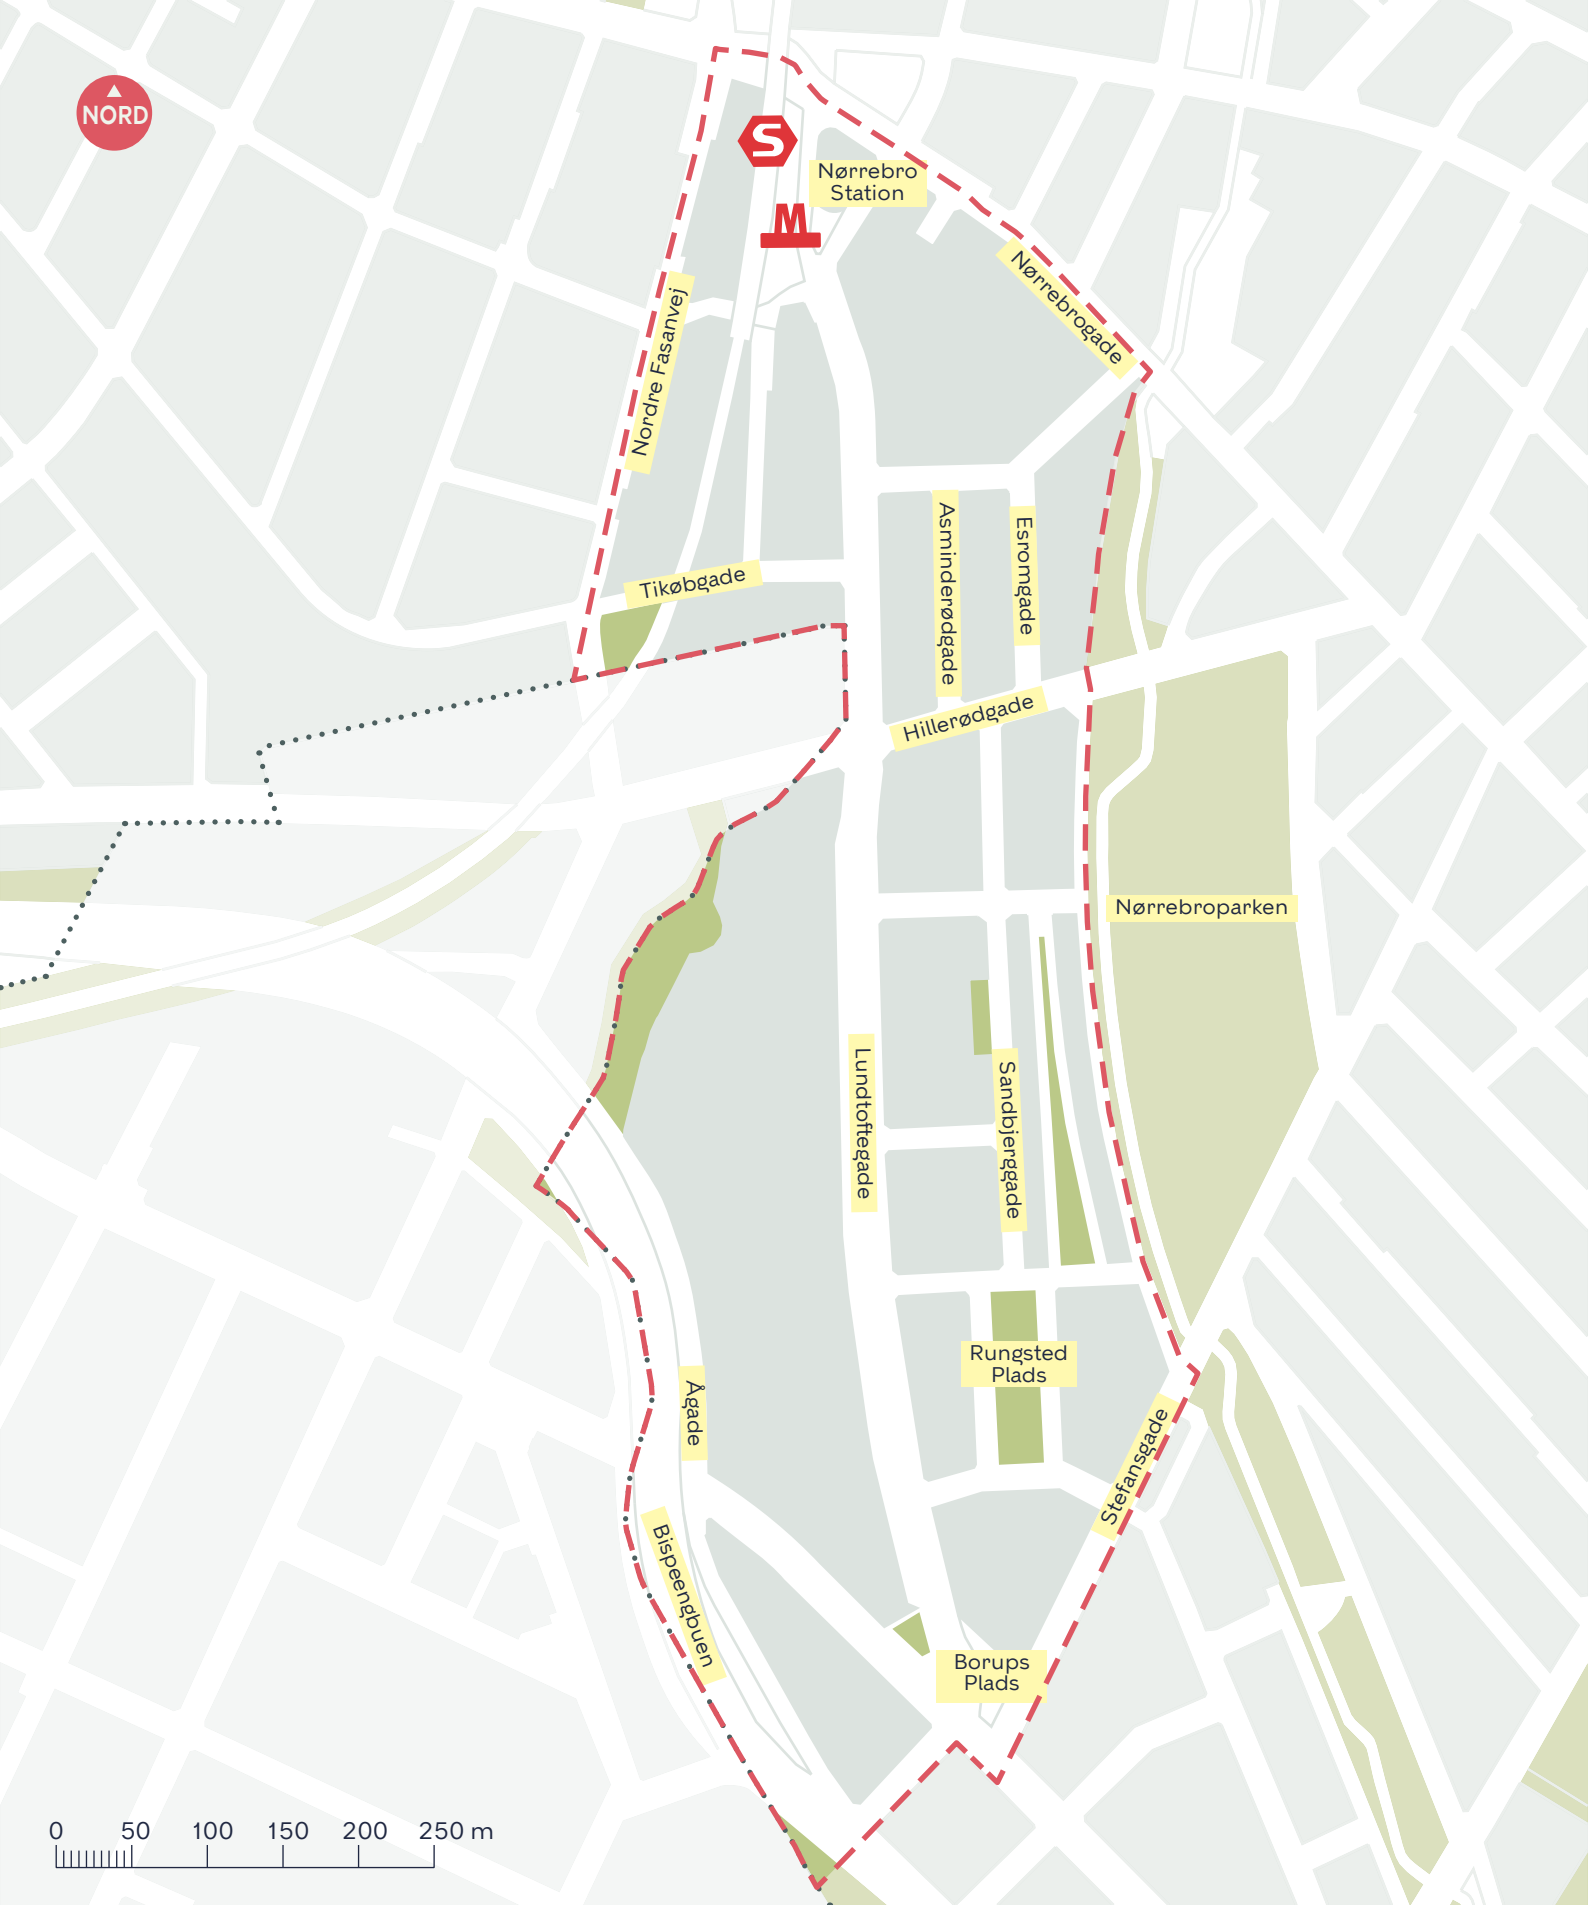 NORD
S
Nørrebro
Station
M
Nørrebrogade
Nordre Fasanvej
Tikøbgade
Asminderødgade
Esromgade
Hillerødgade
Nørrebroparken
Lundtoftegade
Sandbjerggade
Rungsted
Plads
Ågade
Stefansgade
Bispeengbuen
Borups
Plads
0 50 100 150 200 250 m